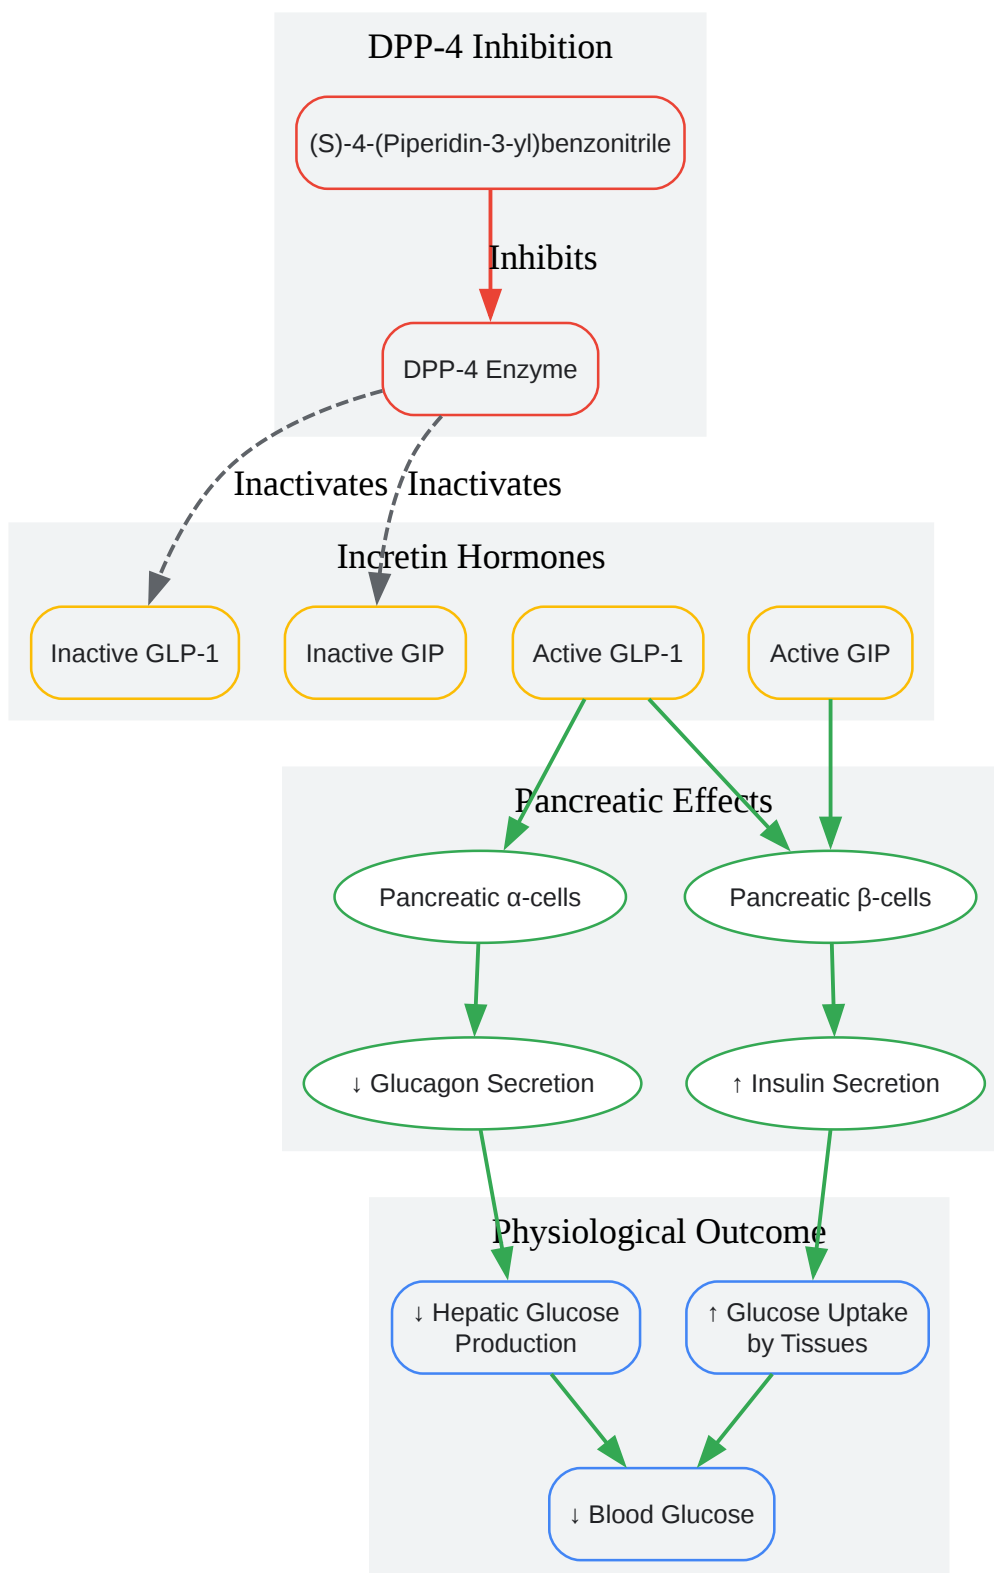 DPP-4 Inhibition
(S)-4-(Piperidin-3-yl)benzonitrile
Inhibits
DPP-4 Enzyme
Inactivates
Inactivates
Incretin Hormones
Inactive GLP-1
Inactive GIP
Active GLP-1
Active GIP
Pancreatic Effects
Pancreatic α-cells
Pancreatic β-cells
↓ Glucagon Secretion
↑ Insulin Secretion
Physiological Outcome
↓ Hepatic Glucose
Production
↑ Glucose Uptake
by Tissues
↓ Blood Glucose